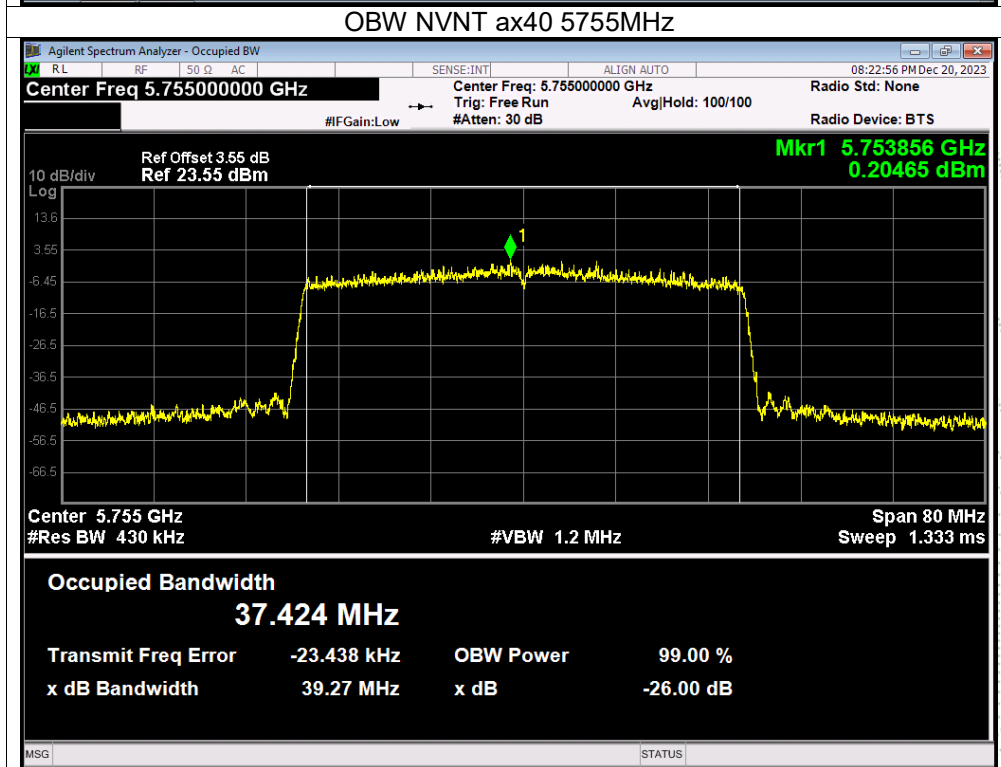 OBW NVNT ax40 5755MHz
Agilent Spectrum Analyzer - Occupied BW
LXI RL RF 50 Ω AC SENSE:INT ALIGN AUTO 08:22:56 PM Dec 20, 2023
Center Freq 5.755000000 GHz Center Freq: 5.755000000 GHz Radio Std: None
Trig: Free Run Avg|Hold: 100/100
#IFGain:Low #Atten: 30 dB Radio Device: BTS
Mkr1 5.753856 GHz
0.20465 dBm
Ref Offset 3.55 dB
10 dB/div Ref 23.55 dBm
Log
13.6
1
3.55
-6.45
-16.5
-26.5
-36.5
-46.5
-56.5
-66.5
Center 5.755 GHz Span 80 MHz
#Res BW 430 kHz #VBW 1.2 MHz Sweep 1.333 ms
Occupied Bandwidth
37.424 MHz
Transmit Freq Error -23.438 kHz OBW Power 99.00 %
x dB Bandwidth 39.27 MHz x dB -26.00 dB
MSG STATUS